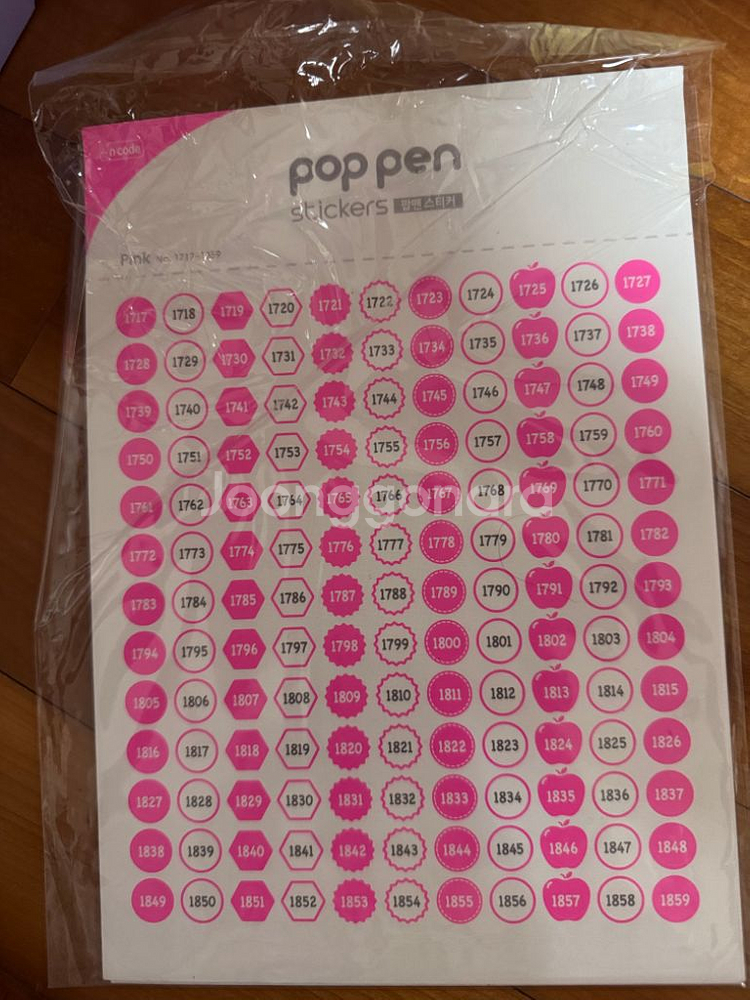 ncode
pop pen
stickers 팝펜 스티커
Pink No. 1717~1859
1717 1718 1719 1720 1721 1722 1723 1724 1725 1726 1727
1728 1729 1730 1731 1732 1733 1734 1735 1736 1737 1738
1739 1740 1741 1742 1743 1744 1745 1746 1747 1748 1749
1750 1751 1752 1753 1754 1755 1756 1757 1758 1759 1760
1761 1762 1763 1764 1765 1766 1767 1768 1769 1770 1771
Joonggonara
1772 1773 1774 1775 1776 1777 1778 1779 1780 1781 1782
1783 1784 1785 1786 1787 1788 1789 1790 1791 1792 1793
1794 1795 1796 1797 1798 1799 1800 1801 1802 1803 1804
1805 1806 1807 1808 1809 1810 1811 1812 1813 1814 1815
1816 1817 1818 1819 1820 1821 1822 1823 1824 1825 1826
1827 1828 1829 1830 1831 1832 1833 1834 1835 1836 1837
1838 1839 1840 1841 1842 1843 1844 1845 1846 1847 1848
1849 1850 1851 1852 1853 1854 1855 1856 1857 1858 1859